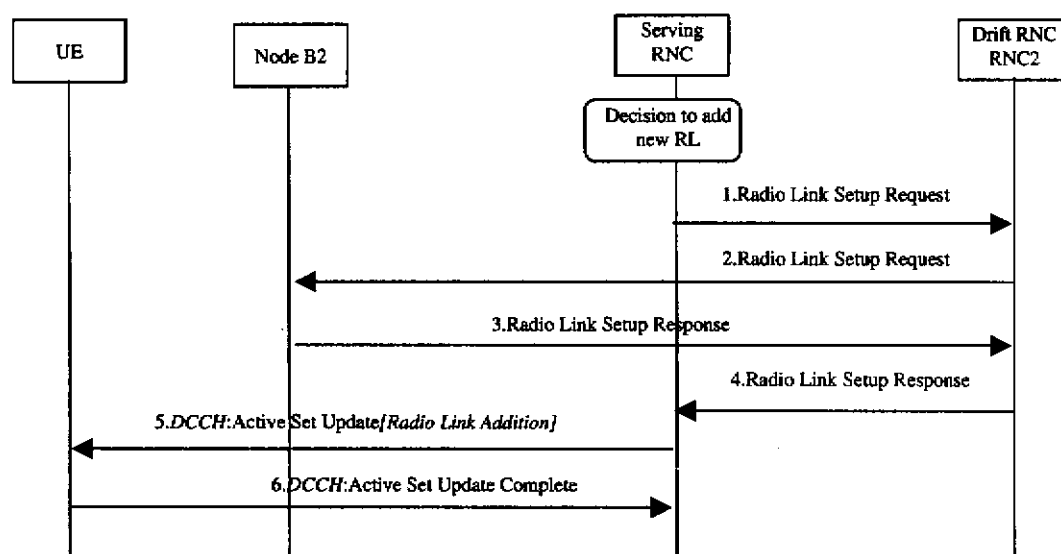 UE
Node B2
Serving
RNC
Drift RNC
RNC2
Decision to add
new RL
1.Radio Link Setup Request
2.Radio Link Setup Request
3.Radio Link Setup Response
4.Radio Link Setup Response
5.DCCH:Active Set Update[Radio Link Addition]
6.DCCH:Active Set Update Complete